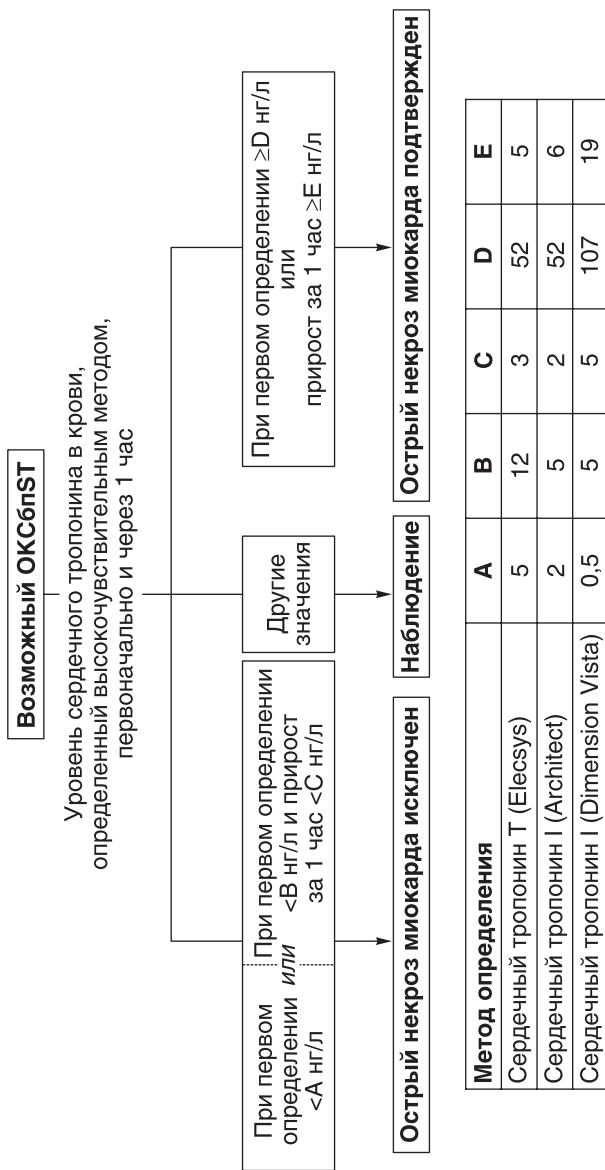 Возможный ОКСбпST
Уровень сердечного тропонина в крови,
определенный высокочувствительным методом,
первоначально и через 1 час
При первом
определении
<A нг/л
или
При первом определении
<B нг/л и прирост
за 1 час <C нг/л
Другие
значения
При первом определении ≥D нг/л
или
прирост за 1 час ≥E нг/л
Острый некроз миокарда исключен
Наблюдение
Острый некроз миокарда подтвержден
Метод определения A B C D E
Сердечный тропонин T (Elecsys) 5 12 3 52 5
Сердечный тропонин I (Architect) 2 5 2 52 6
Сердечный тропонин I (Dimension Vista) 0,5 5 5 107 19